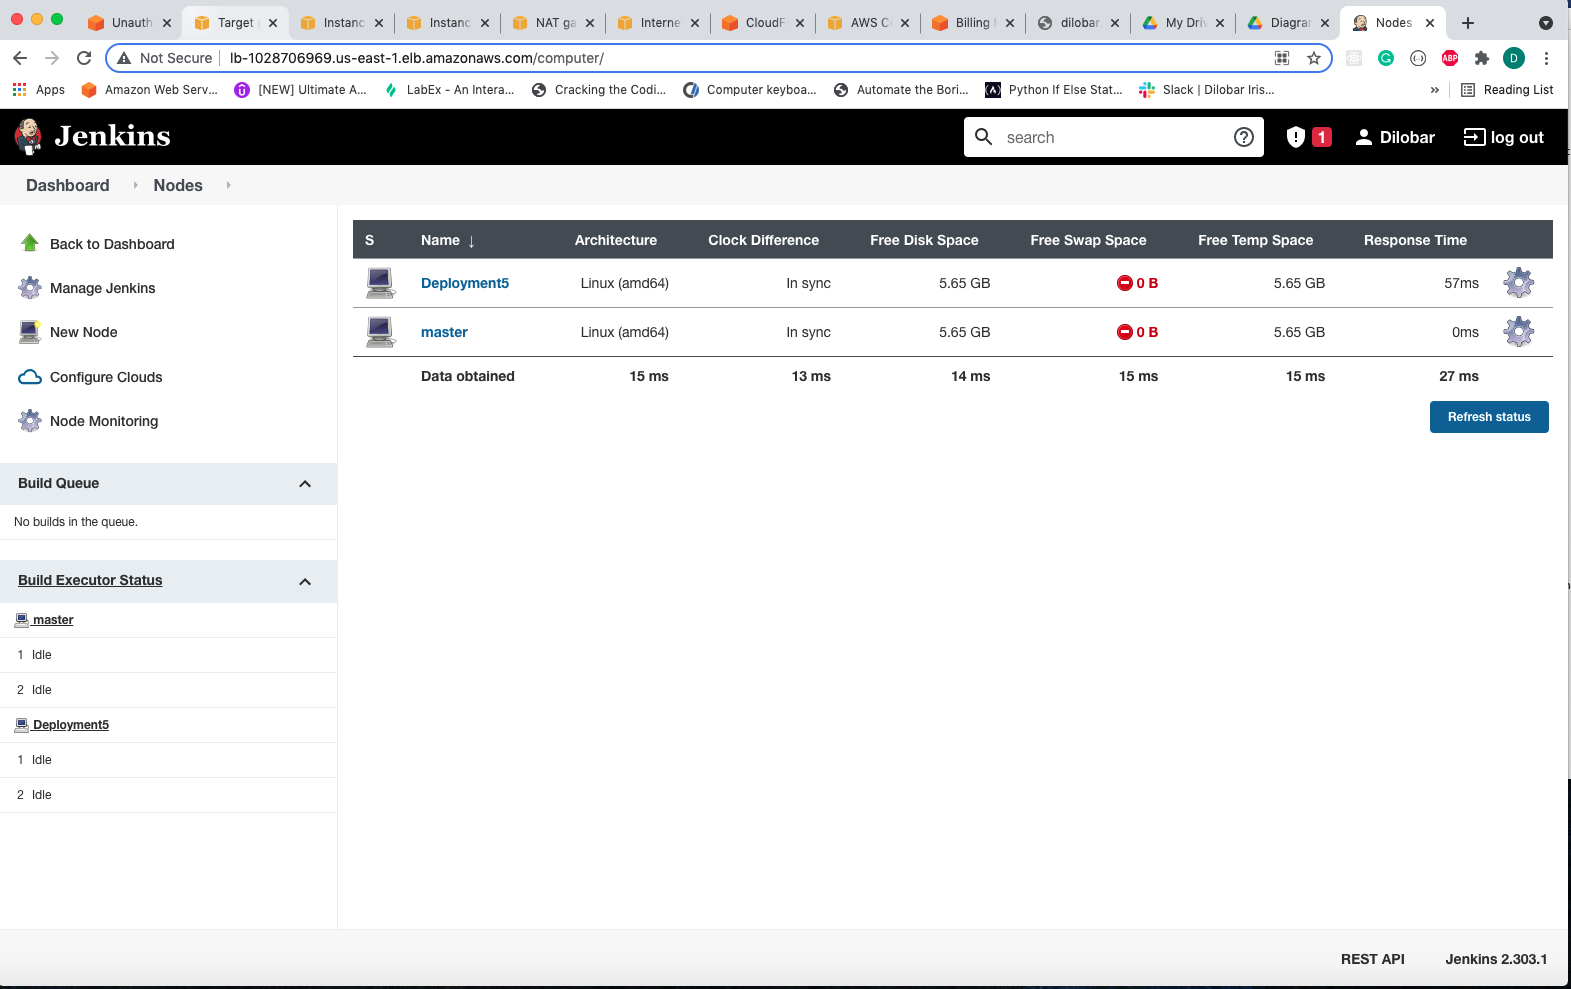 Unauth
Target
Instanc
Instanc
NAT ga
Interne
CloudF
AWS C
Billing
dilobar
My Driv
Diagrar
Nodes
Not Secure
lb-1028706969.us-east-1.elb.amazonaws.com/computer/
ABP
D
Apps
Amazon Web Serv...
[NEW] Ultimate A...
LabEx - An Intera...
Cracking the Codi...
Computer keyboa...
Automate the Bori...
Python If Else Stat...
Slack | Dilobar Iris...
»
Reading List
Jenkins
search
1
Dilobar
log out
Dashboard
Nodes
Back to Dashboard
Manage Jenkins
New Node
Configure Clouds
Node Monitoring
Build Queue
No builds in the queue.
Build Executor Status
master
1 Idle
2 Idle
Deployment5
1 Idle
2 Idle
S Name ↓ Architecture Clock Difference Free Disk Space Free Swap Space Free Temp Space Response Time
Deployment5 Linux (amd64) In sync 5.65 GB 0 B 5.65 GB 57ms
master Linux (amd64) In sync 5.65 GB 0 B 5.65 GB 0ms
Data obtained 15 ms 13 ms 14 ms 15 ms 15 ms 27 ms
Refresh status
REST API
Jenkins 2.303.1